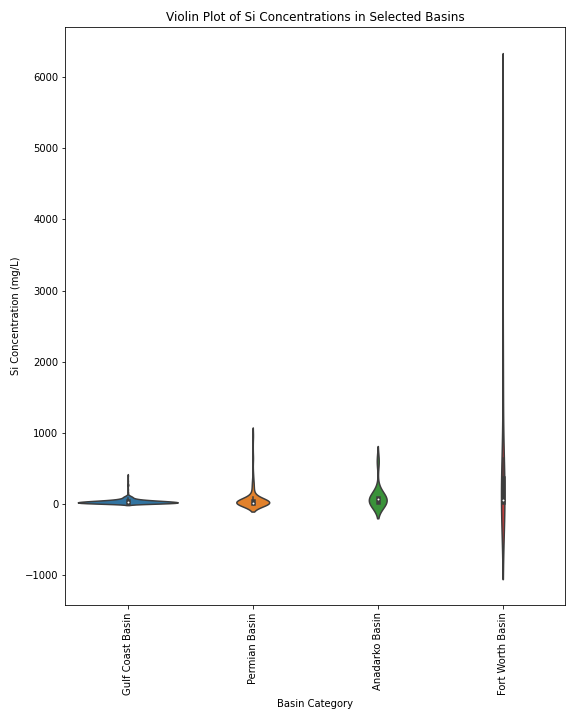 Violin Plot of Si Concentrations in Selected Basins
Si Concentration (mg/L)
6000
5000
4000
3000
2000
1000
0
−1000
Gulf Coast Basin
Permian Basin
Anadarko Basin
Fort Worth Basin
Basin Category